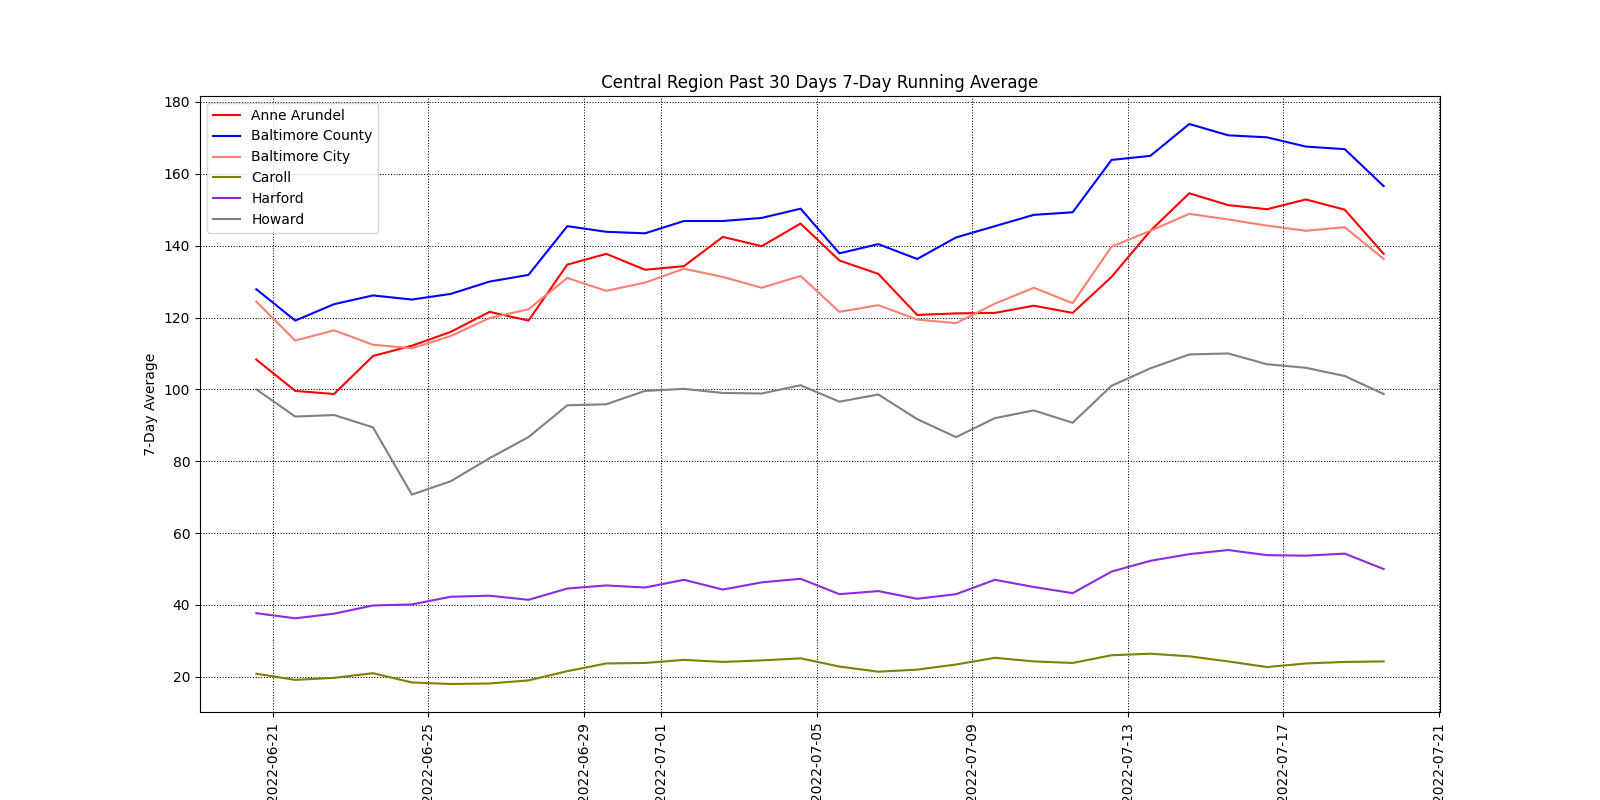 Central Region Past 30 Days 7-Day Running Average
Anne Arundel
Baltimore County
Baltimore City
Caroll
Harford
Howard
7-Day Average
180
160
140
120
100
80
60
40
20
2022-06-21
2022-06-25
2022-06-29
2022-07-01
2022-07-05
2022-07-09
2022-07-13
2022-07-17
2022-07-21